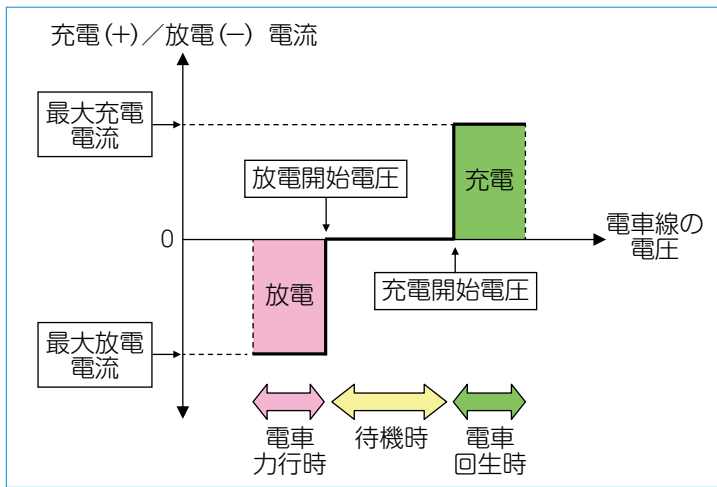 充電(+)/放電(−) 電流
最大充電
電流
放電開始電圧
充電
電車線の
電圧
0
放電
充電開始電圧
最大放電
電流
電車
力行時
待機時
電車
回生時